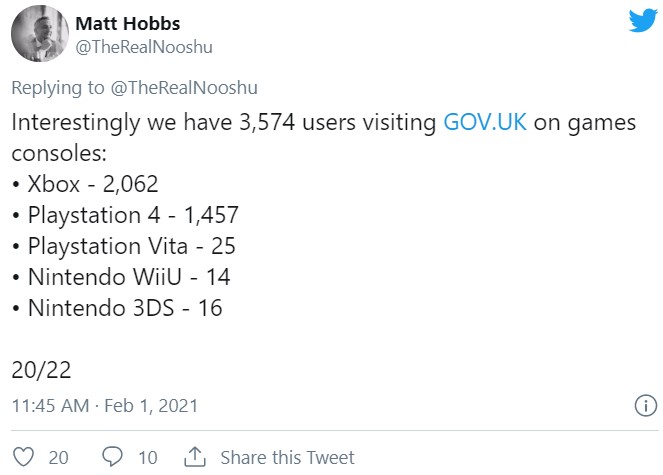 Matt Hobbs
@TheRealNooshu
Replying to @TheRealNooshu
Interestingly we have 3,574 users visiting GOV.UK on games
consoles:
• Xbox - 2,062
• Playstation 4 - 1,457
• Playstation Vita - 25
• Nintendo WiiU - 14
• Nintendo 3DS - 16
20/22
11:45 AM · Feb 1, 2021
20 10 Share this Tweet